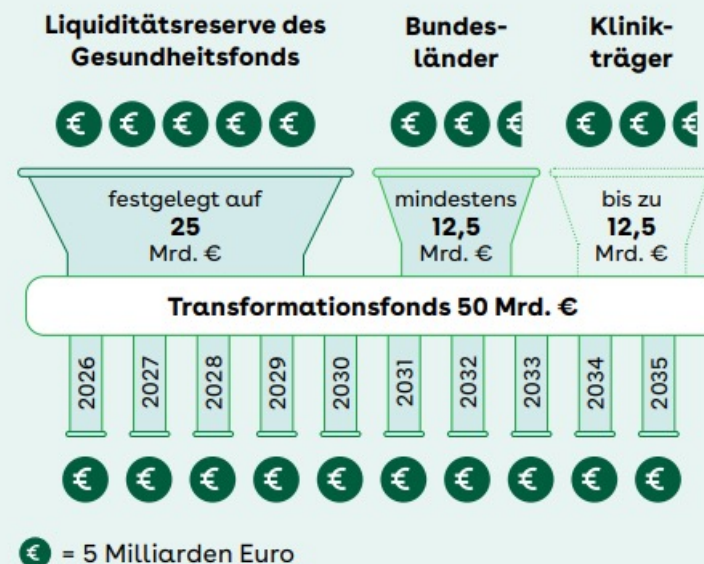 Liquiditätsreserve des
Gesundheitsfonds
Bundes-
länder
Klinik-
träger
€ € € € €
€ € €
€ € €
festgelegt auf
25
Mrd. €
mindestens
12,5
Mrd. €
bis zu
12,5
Mrd. €
Transformationsfonds 50 Mrd. €
2026 2027 2028 2029 2030 2031 2032 2033 2034 2035
€ € € € € € € € € €
€ = 5 Milliarden Euro